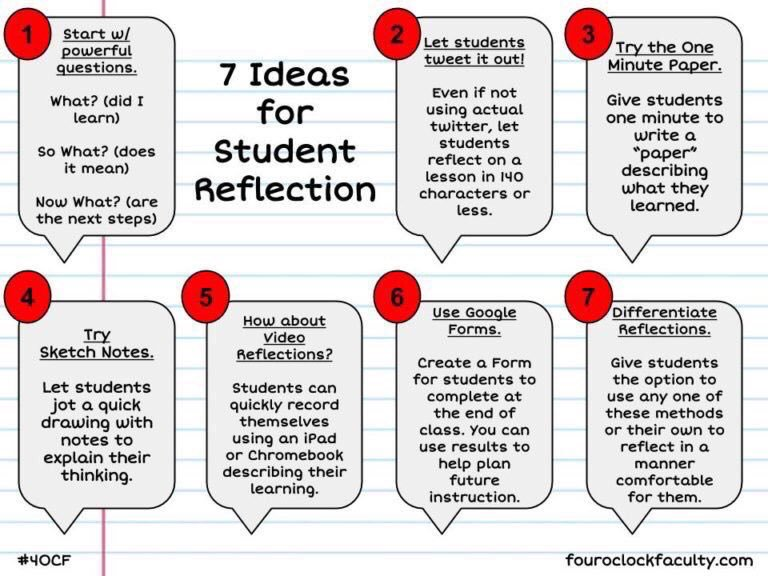 1
Start w/
powerful
questions.
What? (did I
learn)
So What? (does
it mean)
Now What? (are
the next steps)
7 Ideas
for
Student
Reflection
2
Let students
tweet it out!
Even if not
using actual
twitter, let
students
reflect on a
lesson in 140
characters or
less.
3
Try the One
Minute Paper.
Give students
one minute to
write a
“paper”
describing
what they
learned.
4
Try
Sketch Notes.
Let students
jot a quick
drawing with
notes to
explain their
thinking.
5
How about
Video
Reflections?
Students can
quickly record
themselves
using an iPad
or Chromebook
describing their
learning.
6
Use Google
Forms.
Create a Form
for students to
complete at
the end of
class. You can
use results to
help plan
future
instruction.
7
Differentiate
Reflections.
Give students
the option to
use any one of
these methods
or their own to
reflect in a
manner
comfortable
for them.
#4OCF
fouroclockfaculty.com